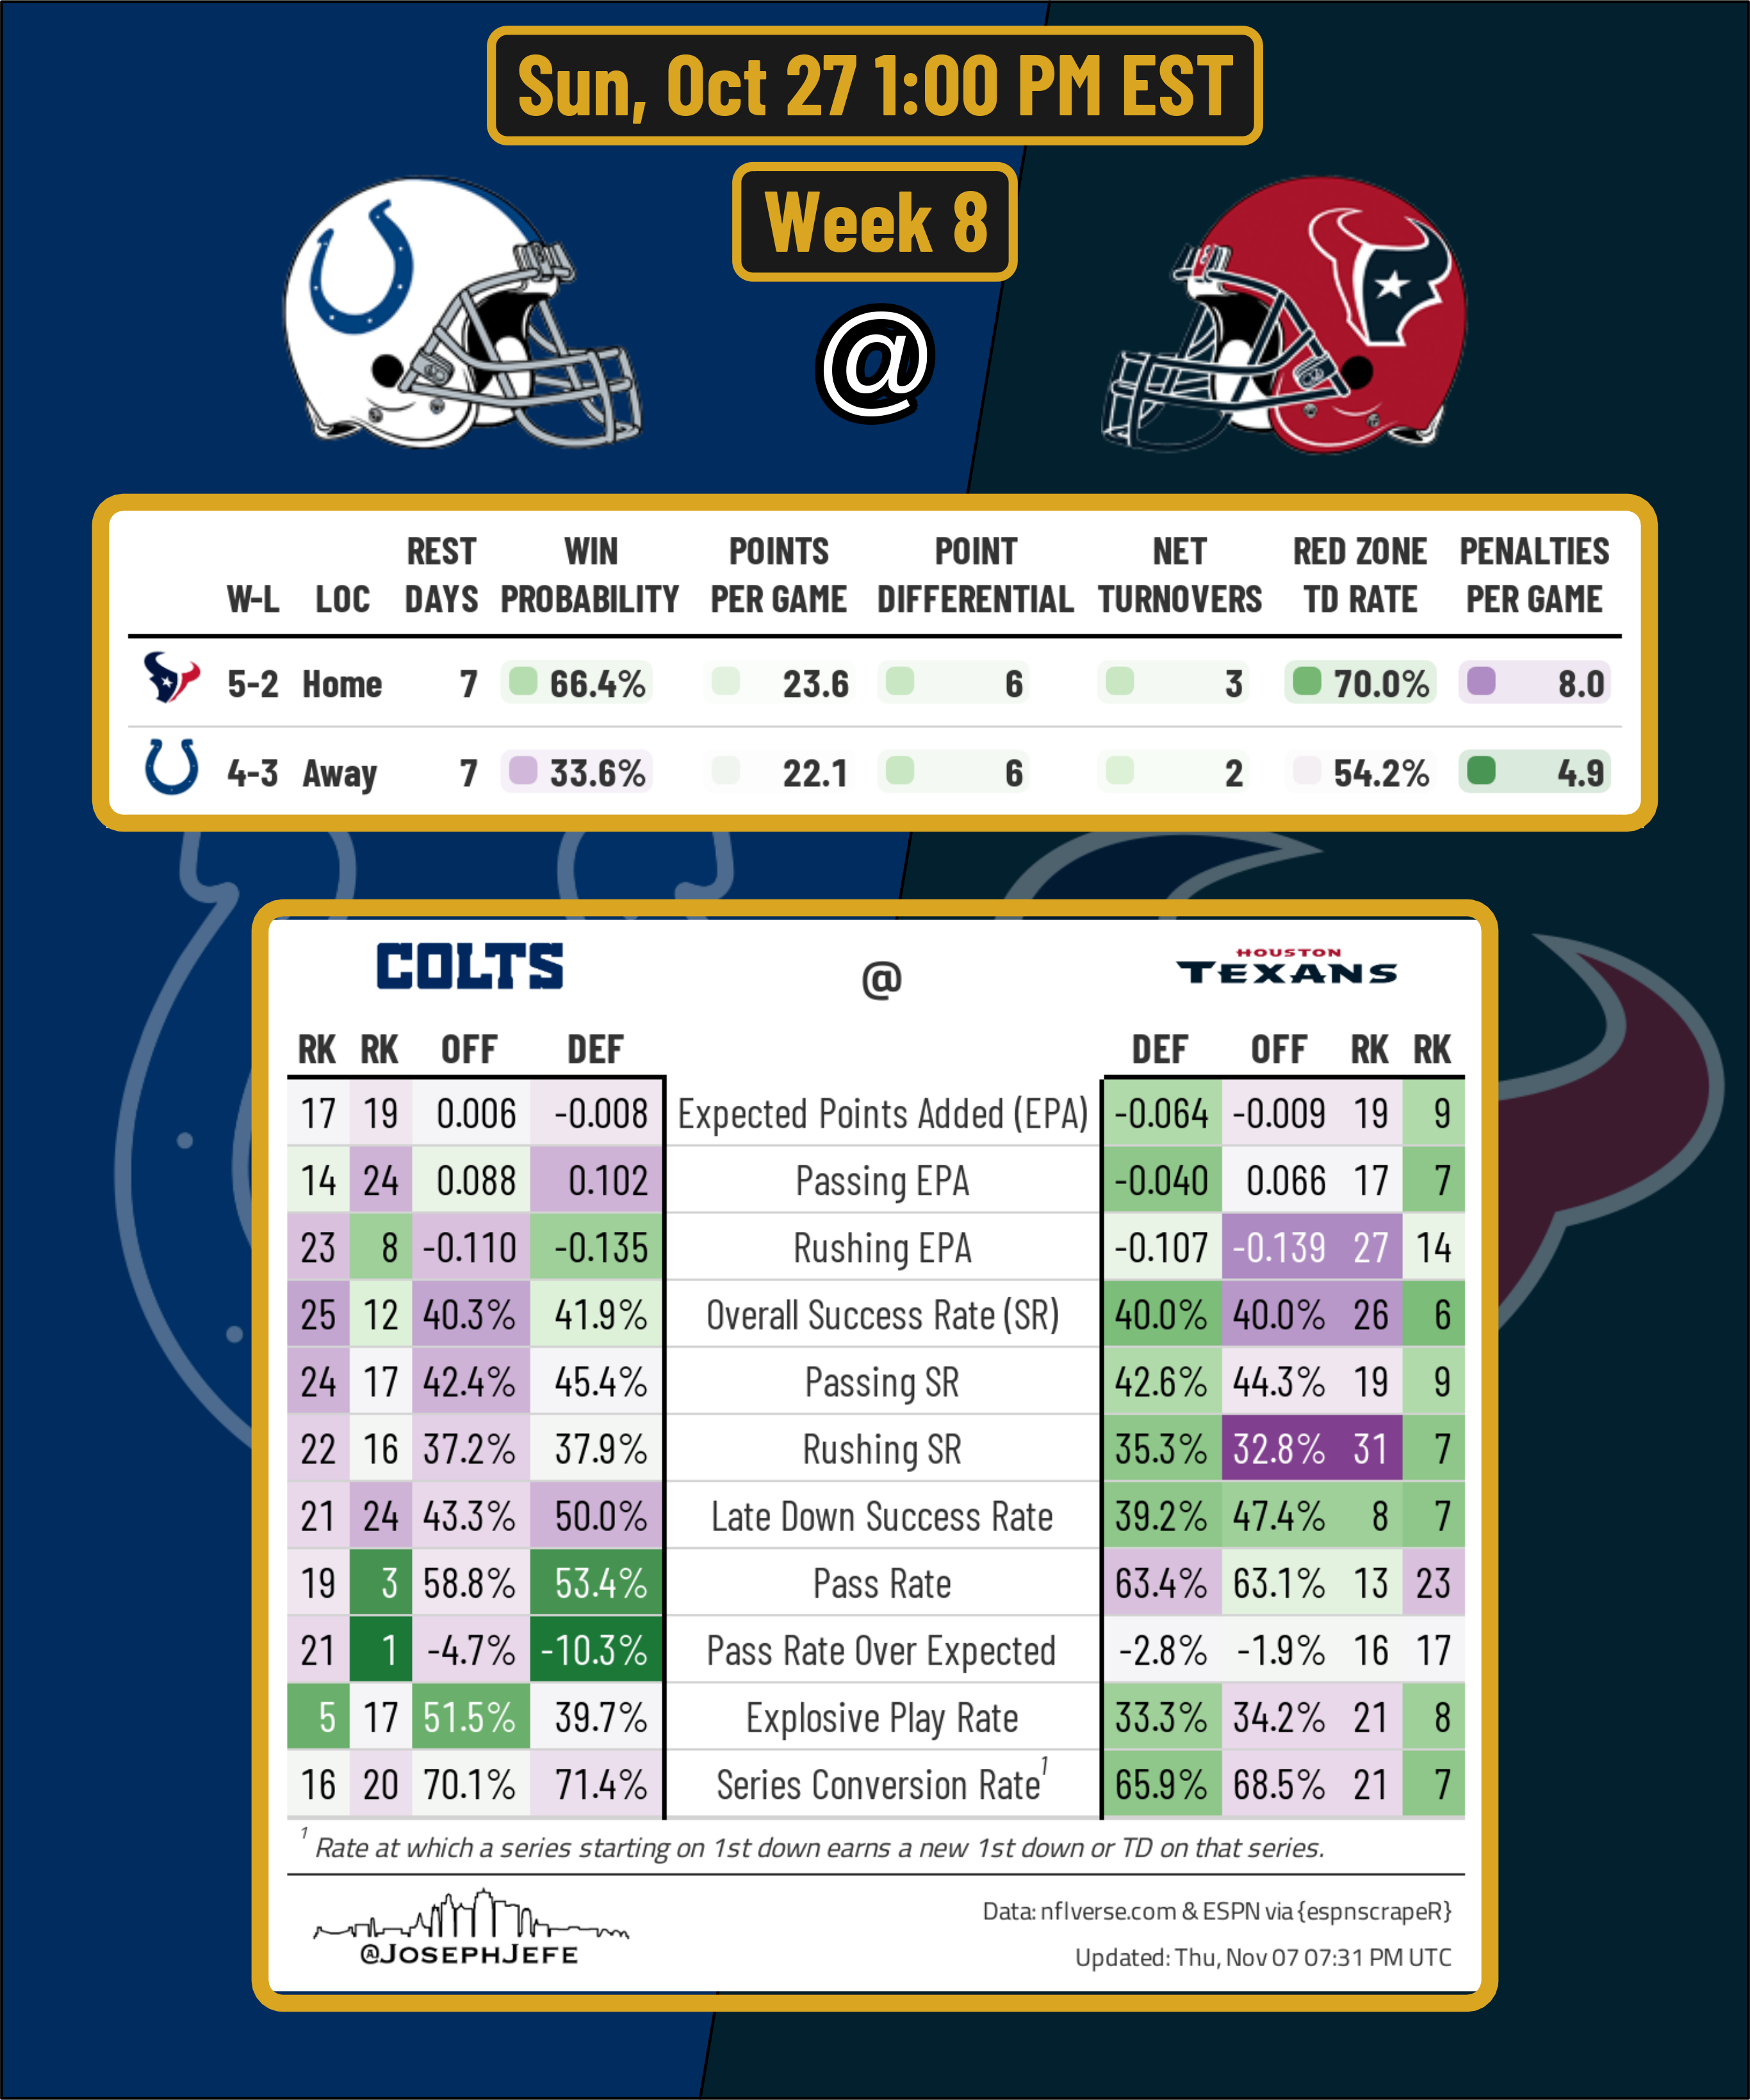 Sun, Oct 27 1:00 PM EST
Week 8
@
REST WIN POINTS POINT NET RED ZONE PENALTIES
W-L LOC DAYS PROBABILITY PER GAME DIFFERENTIAL TURNOVERS TD RATE PER GAME
5-2 Home 7 66.4% 23.6 6 3 70.0% 8.0
4-3 Away 7 33.6% 22.1 6 2 54.2% 4.9
COLTS @ HOUSTON TEXANS
RK RK OFF DEF DEF OFF RK RK
17 19 0.006 -0.008 Expected Points Added (EPA) -0.064 -0.009 19 9
14 24 0.088 0.102 Passing EPA -0.040 0.066 17 7
23 8 -0.110 -0.135 Rushing EPA -0.107 -0.139 27 14
25 12 40.3% 41.9% Overall Success Rate (SR) 40.0% 40.0% 26 6
24 17 42.4% 45.4% Passing SR 42.6% 44.3% 19 9
22 16 37.2% 37.9% Rushing SR 35.3% 32.8% 31 7
21 24 43.3% 50.0% Late Down Success Rate 39.2% 47.4% 8 7
19 3 58.8% 53.4% Pass Rate 63.4% 63.1% 13 23
21 1 -4.7% -10.3% Pass Rate Over Expected -2.8% -1.9% 16 17
5 17 51.5% 39.7% Explosive Play Rate 33.3% 34.2% 21 8
16 20 70.1% 71.4% Series Conversion Rate1 65.9% 68.5% 21 7
1 Rate at which a series starting on 1st down earns a new 1st down or TD on that series.
@JOSEPHJEFE
Data: nflverse.com & ESPN via {espnscrapeR}
Updated: Thu, Nov 07 07:31 PM UTC